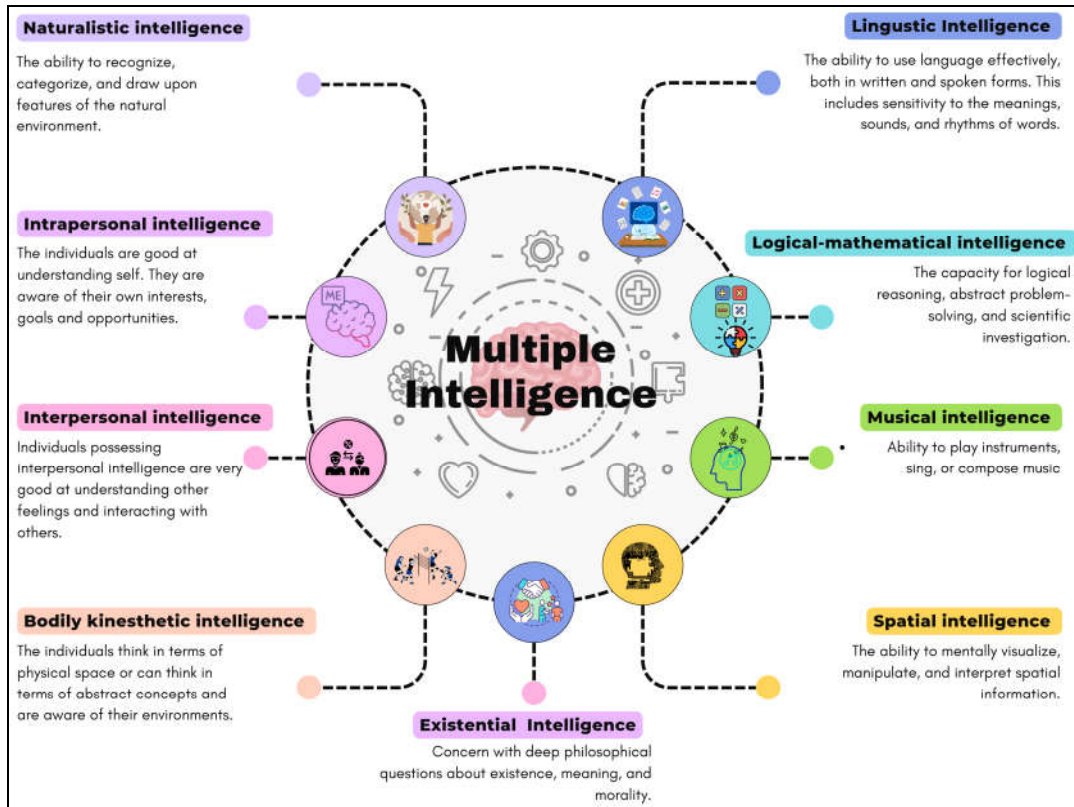 Naturalistic intelligence
The ability to recognize,
categorize, and draw upon
features of the natural
environment.
Lingustic Intelligence
The ability to use language effectively,
both in written and spoken forms. This
includes sensitivity to the meanings,
sounds, and rhythms of words.
Intrapersonal intelligence
The individuals are good at
understanding self. They are
aware of their own interests,
goals and opportunities.
ME
Logical-mathematical intelligence
The capacity for logical
reasoning, abstract problem-
solving, and scientific
investigation.
Multiple
Intelligence
Interpersonal intelligence
Individuals possessing
interpersonal intelligence are very
good at understanding other
feelings and interacting with
others.
Musical intelligence
Ability to play instruments,
sing, or compose music
Bodily kinesthetic intelligence
The individuals think in terms of
physical space or can think in
terms of abstract concepts and
are aware of their environments.
Spatial intelligence
The ability to mentally visualize,
manipulate, and interpret spatial
information.
Existential Intelligence
Concern with deep philosophical
questions about existence, meaning, and
morality.